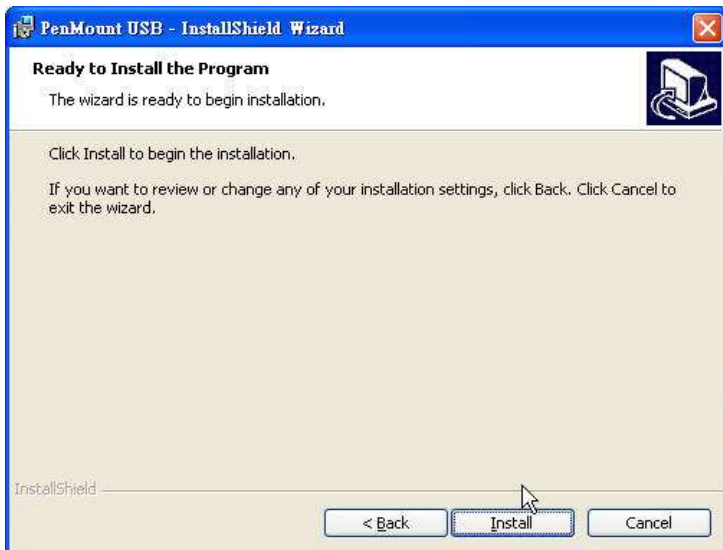 PenMount USB - InstallShield Wizard
Ready to Install the Program
The wizard is ready to begin installation.
Click Install to begin the installation.
If you want to review or change any of your installation settings, click Back. Click Cancel to
exit the wizard.
InstallShield
< Back Install Cancel